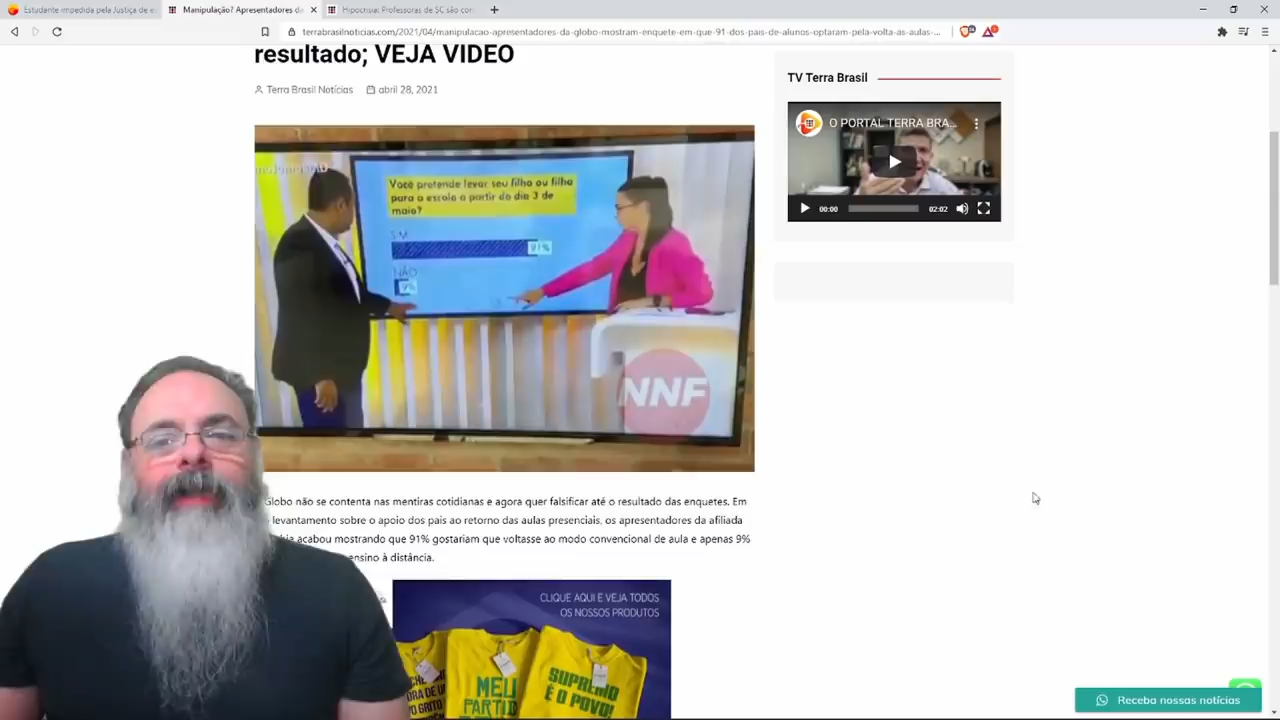 Estudante impedida pela Justiça de es
Manipulação? Apresentadores da
Hipocrisia: Professoras de SC são con
terrabrasilnoticias.com/2021/04/manipulacao-apresentadores-da-globo-mostram-enquete-em-que-91-dos-pais-de-alunos-optaram-pela-volta-as-aulas-...
resultado; VEJA VIDEO
Terra Brasil Notícias abril 28, 2021
TV Terra Brasil
O PORTAL TERRA BRA...
00:00 02:02
Você pretende levar seu filho ou filha
para a escola a partir do dia 3 de
maio?
SIM
91%
NÃO
9%
NNF
Globo não se contenta nas mentiras cotidianas e agora quer falsificar até o resultado das enquetes. Em
levantamento sobre o apoio dos pais ao retorno das aulas presenciais, os apresentadores da afiliada
acabou mostrando que 91% gostariam que voltasse ao modo convencional de aula e apenas 9%
ensino à distância.
CLIQUE AQUI E VEJA TODOS
OS NOSSOS PRODUTOS
MEU
PARTID
SUPREMO
É O POVO!
Receba nossas notícias